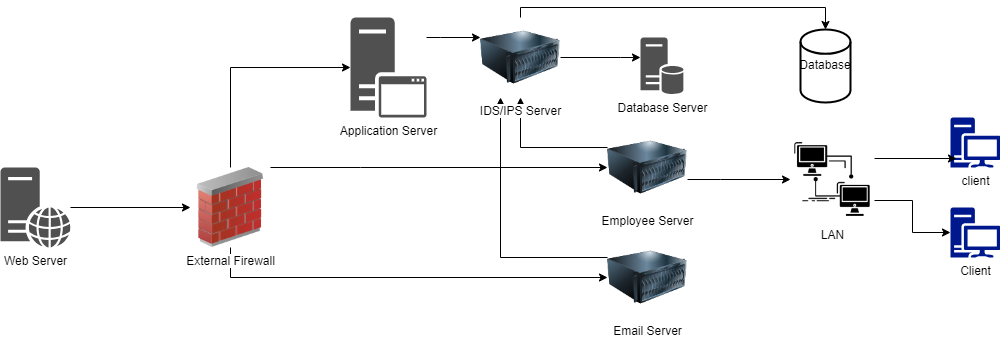 Database
IDS/IPS Server
Database Server
Application Server
client
Employee Server
LAN
Web Server
External Firewall
Client
Email Server